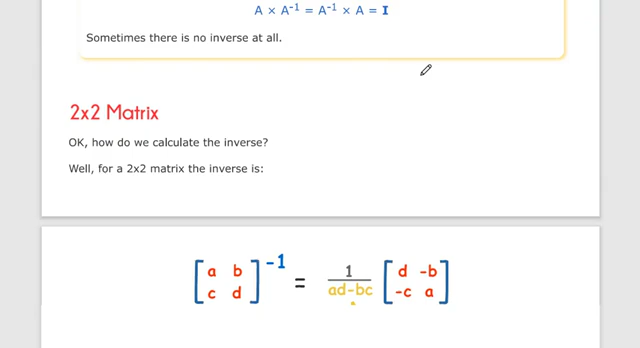 A × A⁻¹ = A⁻¹ × A = I
Sometimes there is no inverse at all.
2x2 Matrix
OK, how do we calculate the inverse?
Well, for a 2x2 matrix the inverse is:
[a b; c d]⁻¹ = 1/(ad-bc) [d -b; -c a]